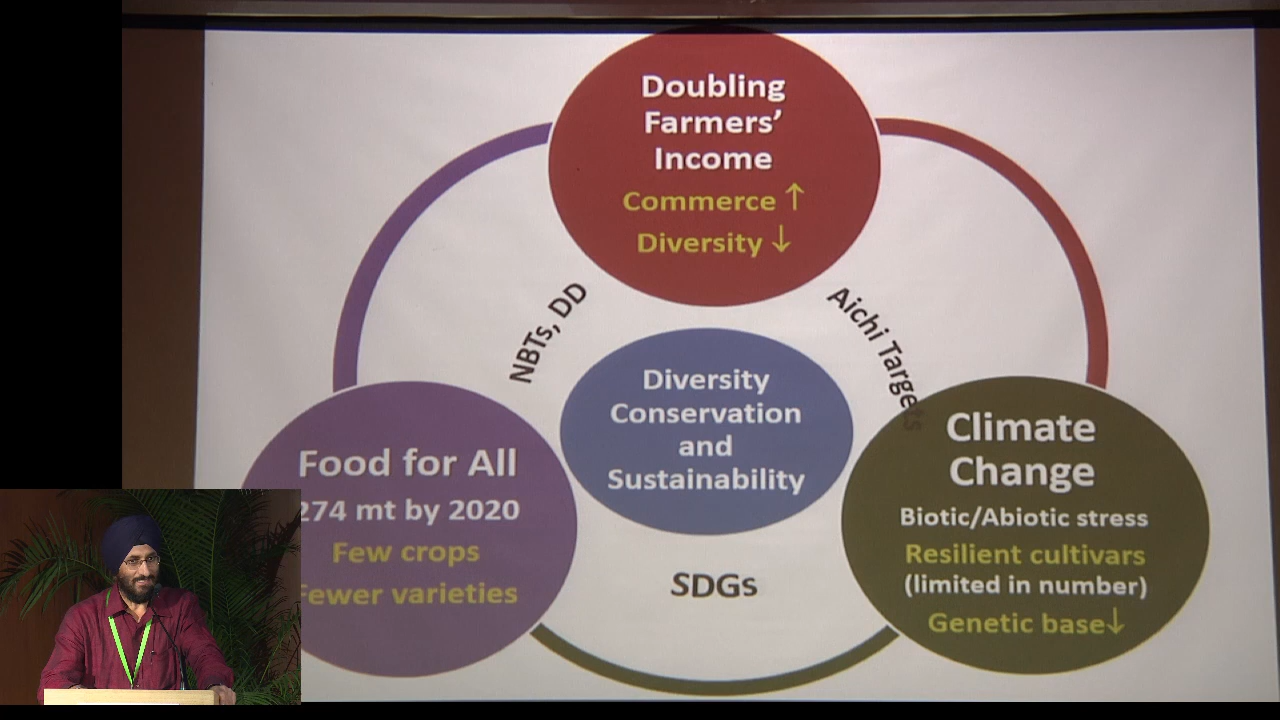 Doubling
Farmers'
Income
Commerce ↑
Diversity ↓
NBTs, DD
Aichi Targets
Diversity
Conservation
and
Sustainability
Food for All
274 mt by 2020
Few crops
Fewer varieties
Climate
Change
Biotic/Abiotic stress
Resilient cultivars
(limited in number)
Genetic base↓
SDGs